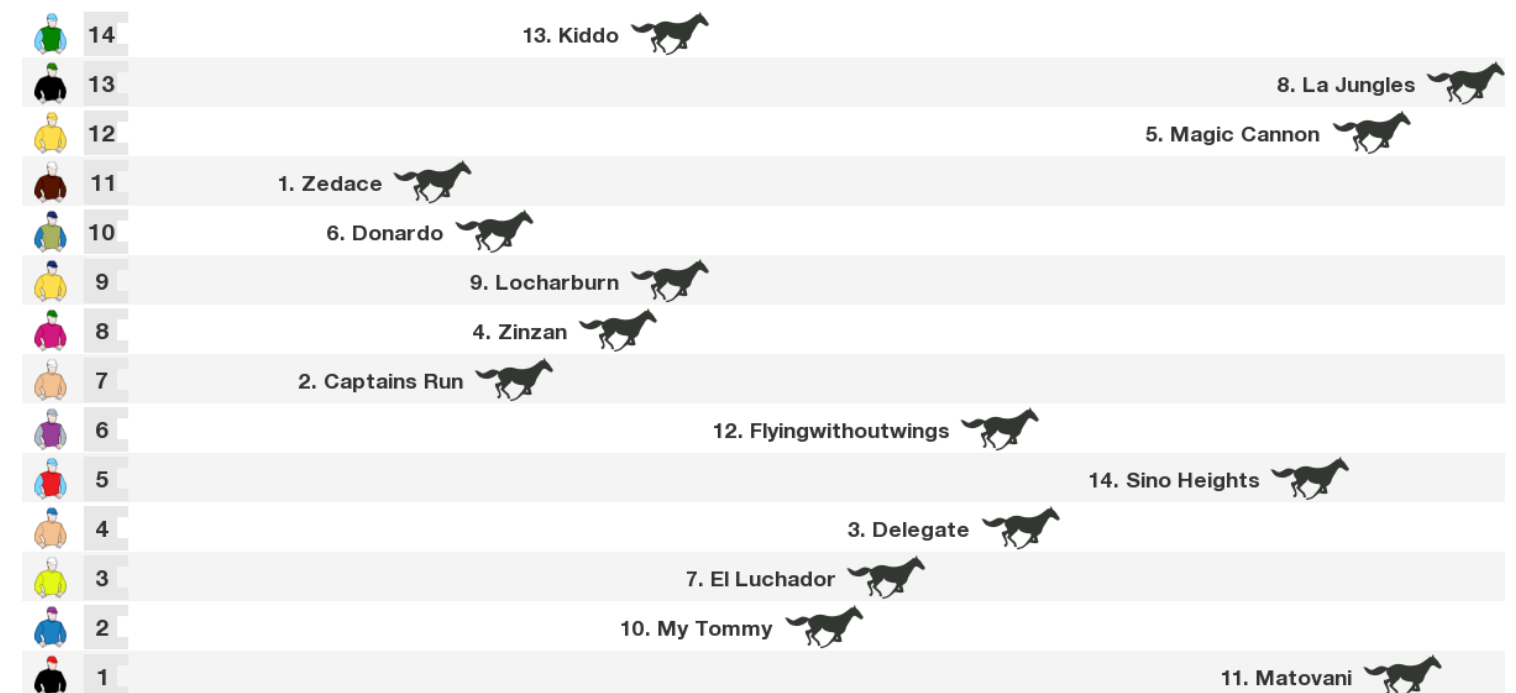 14 13. Kiddo
13 8. La Jungles
12 5. Magic Cannon
11 1. Zedace
10 6. Donardo
9 9. Locharburn
8 4. Zinzan
7 2. Captains Run
6 12. Flyingwithoutwings
5 14. Sino Heights
4 3. Delegate
3 7. El Luchador
2 10. My Tommy
1 11. Matovani